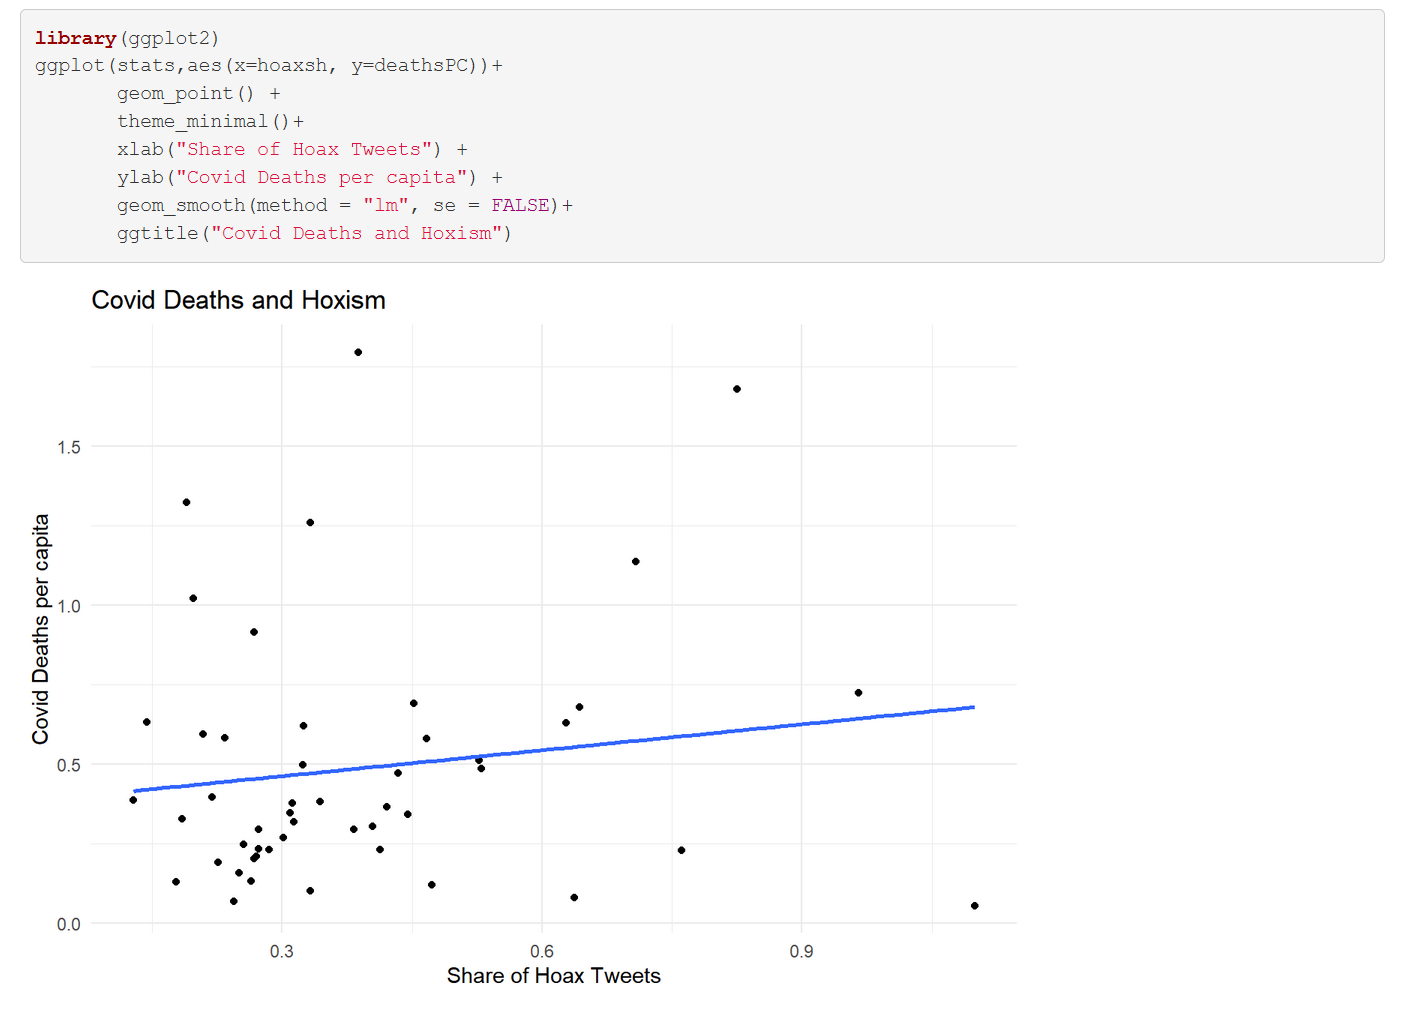 library(ggplot2)
ggplot(stats,aes(x=hoaxsh, y=deathsPC))+
geom_point() +
theme_minimal()+
xlab("Share of Hoax Tweets") +
ylab("Covid Deaths per capita") +
geom_smooth(method = "lm", se = FALSE)+
ggtitle("Covid Deaths and Hoxism")
Covid Deaths and Hoxism
Covid Deaths per capita
1.5
1.0
0.5
0.0
0.3 0.6 0.9
Share of Hoax Tweets